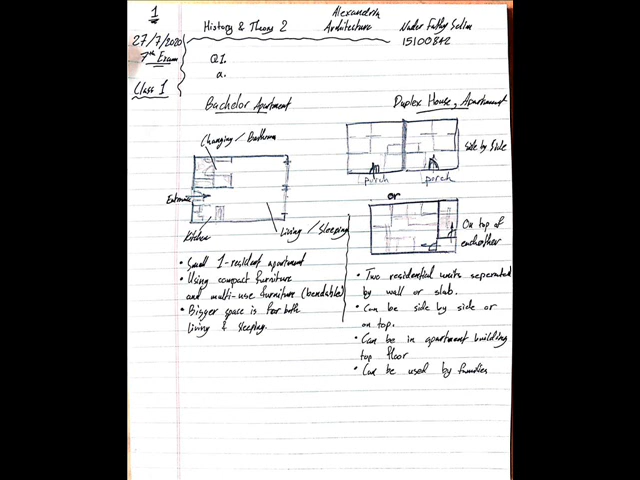 1
27/7/2020
7th Exam
Class 1
History & Theory 2
Alexandria
Architecture
Nader Fathy Selim
15100842
Q1.
a.
Bachelor Apartment
Changing / Bathroom
Entrance
Kitchen
Living / Sleeping
• Small 1-resident apartment
• Using compact furniture
and multi-use furniture (bendable)
• Bigger space is for both
living & sleeping.
Duplex House, Apartment
side by side
porch
porch
or
On top of
eachother
• Two residential units seperated
by wall or slab.
• Can be side by side or
on top.
• Can be in apartment building
top floor
• Can be used by families